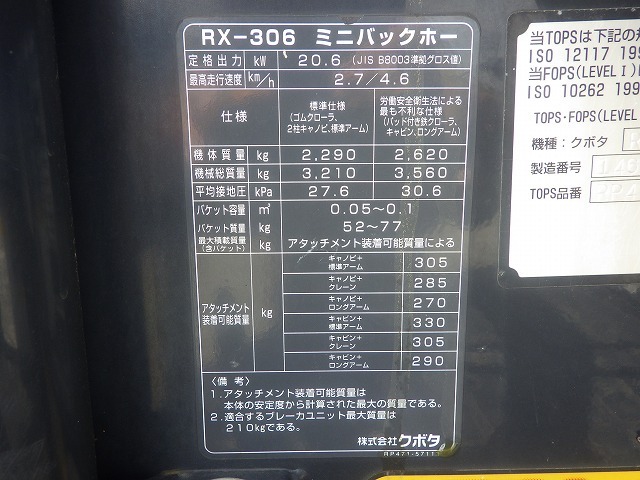 RX-306 ミニバックホー
定格出力 kW 20.6 (JIS B8003準拠グロス値)
最高走行速度 km/h 2.7/4.6
仕様
標準仕様
(ゴムクローラ、
2柱キャノピ、標準アーム)
労働安全衛生法による
最も不利な仕様
(パッド付き鉄クローラ、
キャビン、ロングアーム)
機体質量 kg 2,290 2,620
機械総質量 kg 3,210 3,560
平均接地圧 kPa 27.6 30.6
バケット容量 m³ 0.05~0.1
バケット質量 kg 52~77
最大積載質量
(含バケット) kg アタッチメント装着可能質量による
アタッチメント
装着可能質量 kg
キャノピ+
標準アーム 305
キャノピ+
クレーン 285
キャノピ+
ロングアーム 270
キャビン+
標準アーム 330
キャビン+
クレーン 305
キャビン+
ロングアーム 290
〈備 考〉
1.アタッチメント装着可能質量は
本体の安定度から計算された最大の質量である。
2.適合するブレーカユニット最大質量は
210kgである。
株式会社クボタ
RP471-5711
当TOPSは下記の
ISO 12117 199
当FOPS(LEVEL I)
ISO 10262 199
TOPS・FOPS(LEVEL
機種:クボタ
製造番号
TOPS品番